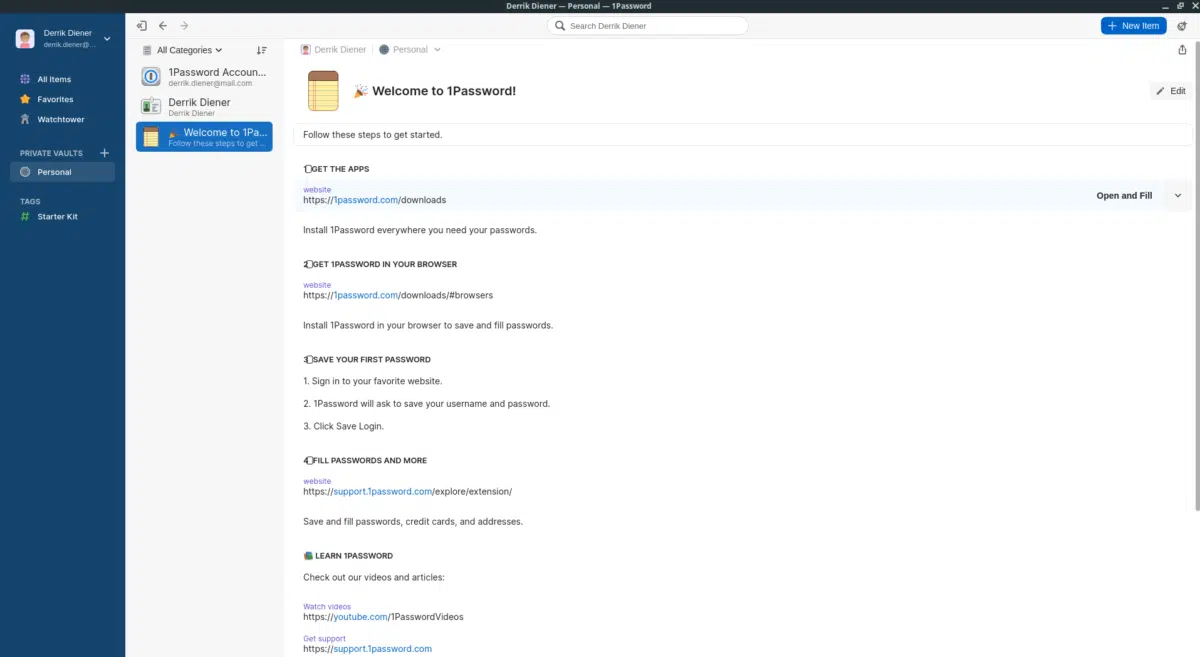 Derrik Diener — Personal — 1Password
Derrik Diener
derrik.diener@...
All Items
Favorites
Watchtower
PRIVATE VAULTS
Personal
TAGS
Starter Kit
Search Derrik Diener
New Item
All Categories
1Password Accoun...
derrik.diener@mail.com
Derrik Diener
Derrik Diener
🎉 Welcome to 1Pa...
Follow these steps to get ...
Derrik Diener
Personal
🎉 Welcome to 1Password!
Edit
Follow these steps to get started.
1 GET THE APPS
website
https://1password.com/downloads
Open and Fill
Install 1Password everywhere you need your passwords.
2 GET 1PASSWORD IN YOUR BROWSER
website
https://1password.com/downloads/#browsers
Install 1Password in your browser to save and fill passwords.
3 SAVE YOUR FIRST PASSWORD
1. Sign in to your favorite website.
2. 1Password will ask to save your username and password.
3. Click Save Login.
4 FILL PASSWORDS AND MORE
website
https://support.1password.com/explore/extension/
Save and fill passwords, credit cards, and addresses.
📚 LEARN 1PASSWORD
Check out our videos and articles:
Watch videos
https://youtube.com/1PasswordVideos
Get support
https://support.1password.com